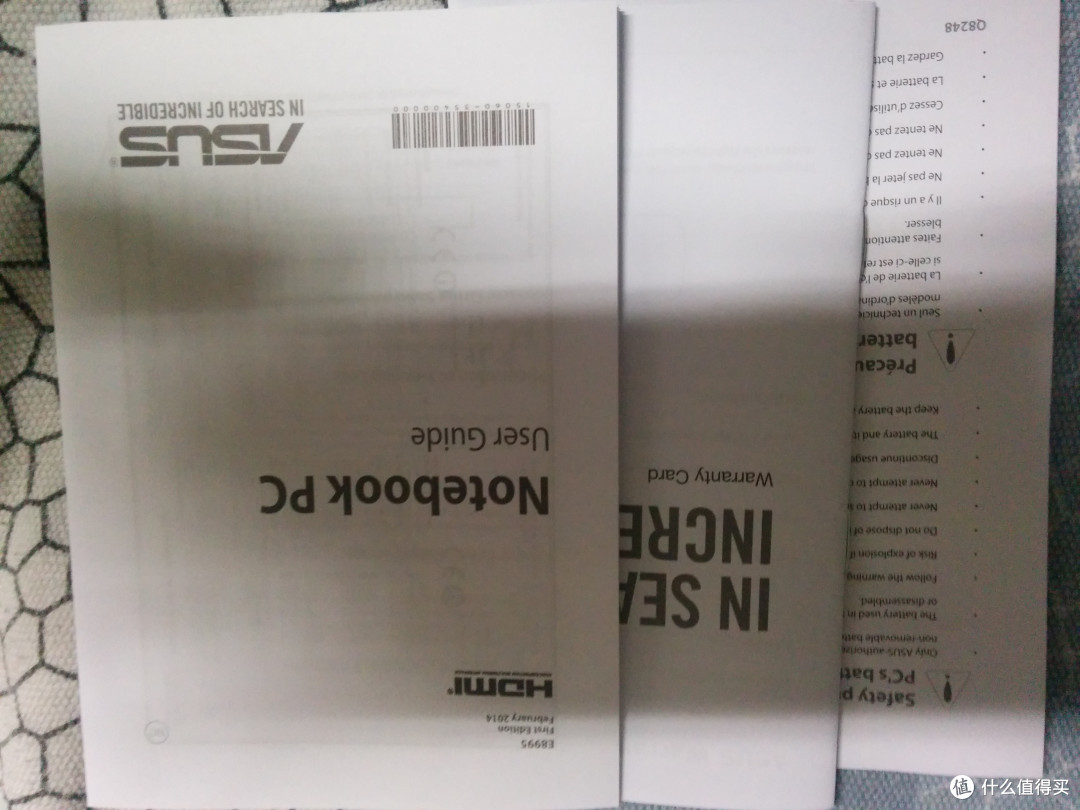 E8995
First Edition
February 2014
HDMI
Notebook PC
User Guide
15060-35400000
ASUS
IN SEARCH OF INCREDIBLE
IN SEA
INCRE
Warranty Card
Safety p
PC's batt
Only ASUS-authoriz
non-removable batt
The battery used in
or disassembled.
Follow the warning
Risk of explosion if
Do not dispose of
Never attempt to
Never attempt to
Discontinue usage
The battery and it
Keep the battery
Précau
batter
Seul un technicie
modèles d'ordina
La batterie de l'
si celle-ci est re
Faites attention
blesser.
Il y a un risque
Ne pas jeter la
Ne tentez pas
Ne tentez pas
Cessez d'utilise
La batterie et
Gardez la batt
Q8248
值 什么值得买